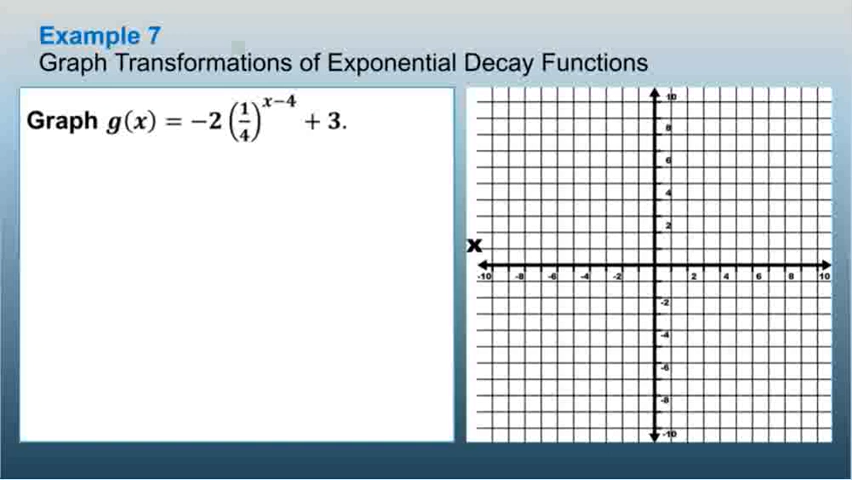 Example 7
Graph Transformations of Exponential Decay Functions
Graph g(x) = −2(1/4)^(x−4) + 3.
10
8
6
4
2
x
-10 -8 -6 -4 -2 2 4 6 8 10
-2
-4
-6
-8
-10